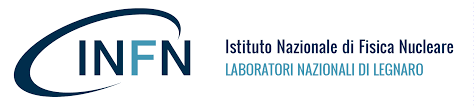 INFN
Istituto Nazionale di Fisica Nucleare
LABORATORI NAZIONALI DI LEGNARO